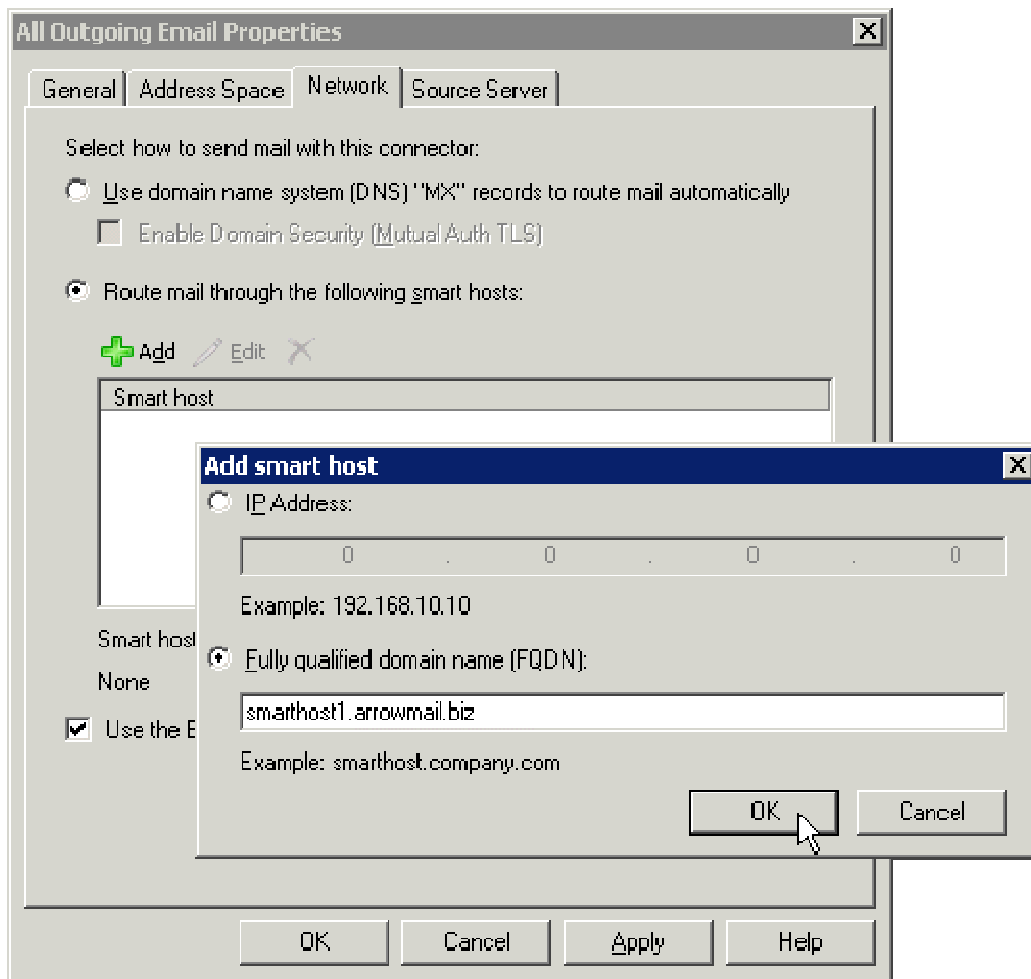 All Outgoing Email Properties
General Address Space Network Source Server
Select how to send mail with this connector:
Use domain name system (DNS) "MX" records to route mail automatically
Enable Domain Security (Mutual Auth TLS)
Route mail through the following smart hosts:
Add Edit
Smart host
Add smart host
IP Address:
0 . 0 . 0 . 0
Example: 192.168.10.10
Smart host
Fully qualified domain name (FQDN):
None
smarthost1.arrowmail.biz
Use the E
Example: smarthost.company.com
OK Cancel
OK Cancel Apply Help